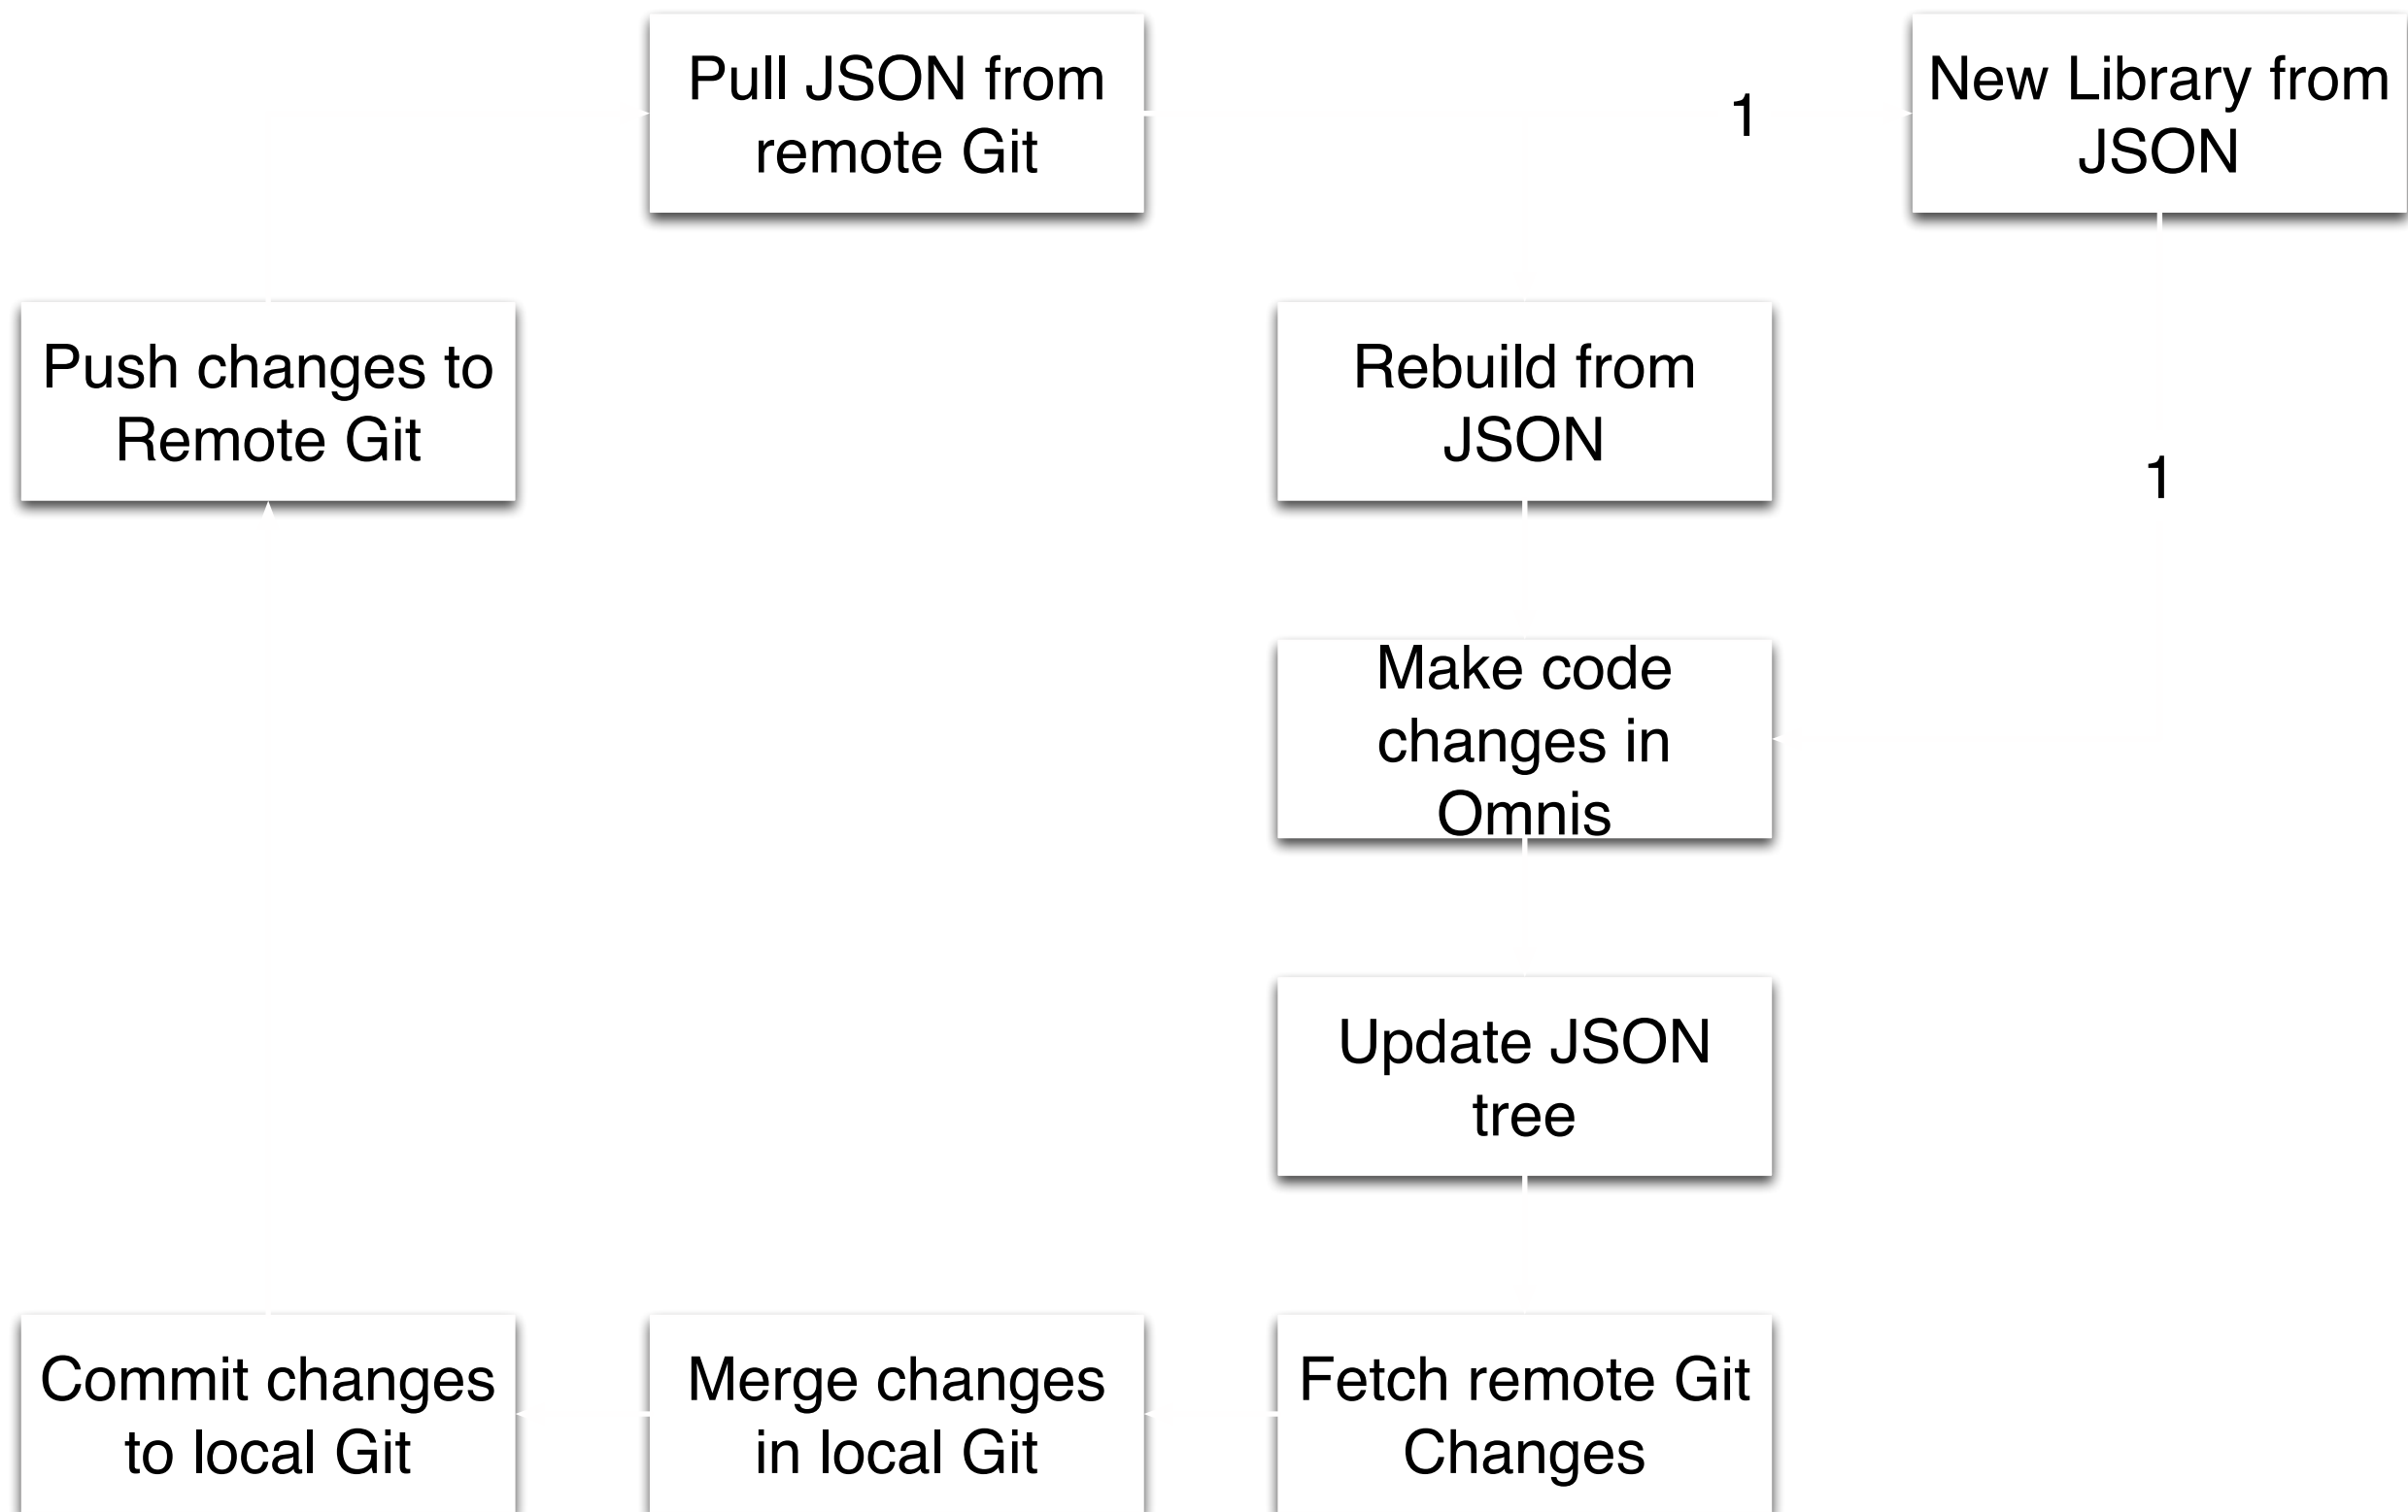 Pull JSON from
remote Git
1
New Library from
JSON
Push changes to
Remote Git
Rebuild from
JSON
1
Make code
changes in
Omnis
Update JSON
tree
Commit changes
to local Git
Merge changes
in local Git
Fetch remote Git
Changes